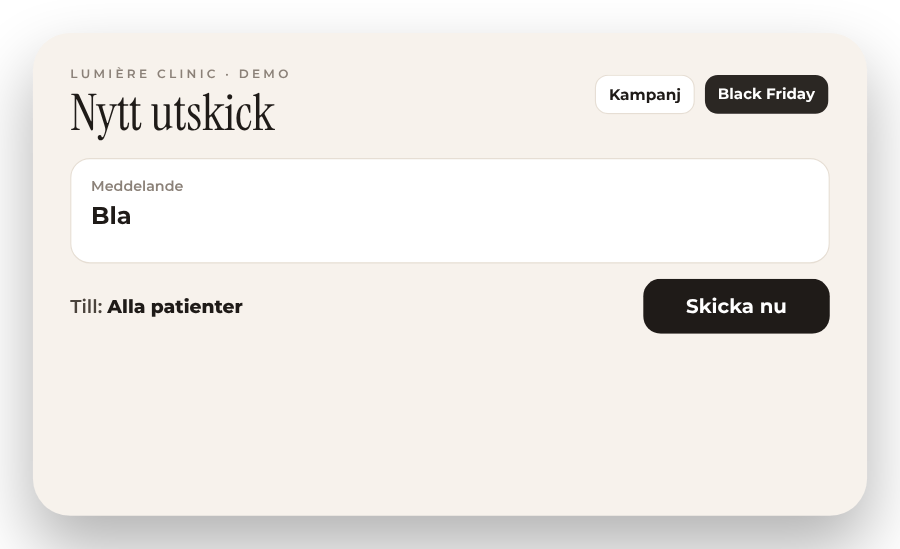 LUMIÈRE CLINIC · DEMO
Nytt utskick
Kampanj
Black Friday
Meddelande
Bla
Till: Alla patienter
Skicka nu